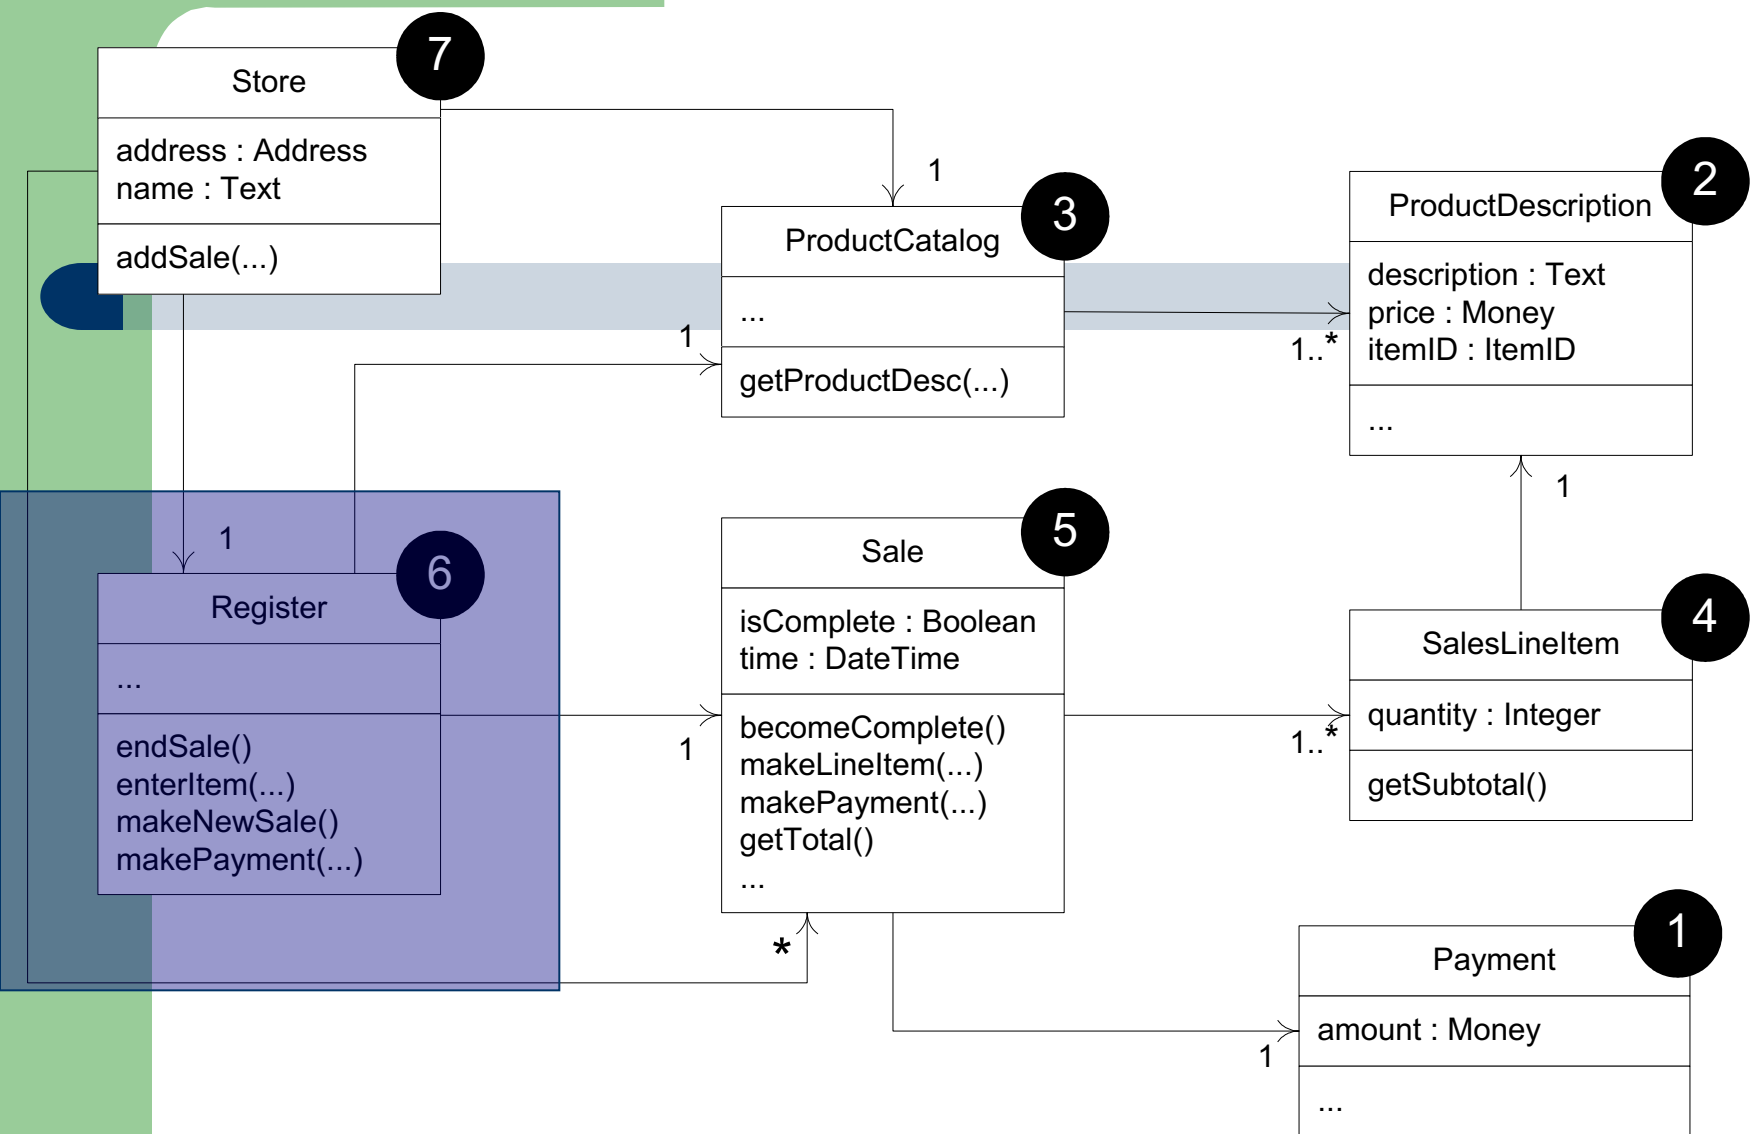 7
Store
address : Address
name : Text
addSale(...)
1
3
ProductCatalog
...
getProductDesc(...)
1
2
ProductDescription
description : Text
price : Money
itemID : ItemID
...
1..*
1
1
6
Register
...
endSale()
enterItem(...)
makeNewSale()
makePayment(...)
1
5
Sale
isComplete : Boolean
time : DateTime
becomeComplete()
makeLineItem(...)
makePayment(...)
getTotal()
...
*
1..*
4
SalesLineItem
quantity : Integer
getSubtotal()
1
1
Payment
amount : Money
...